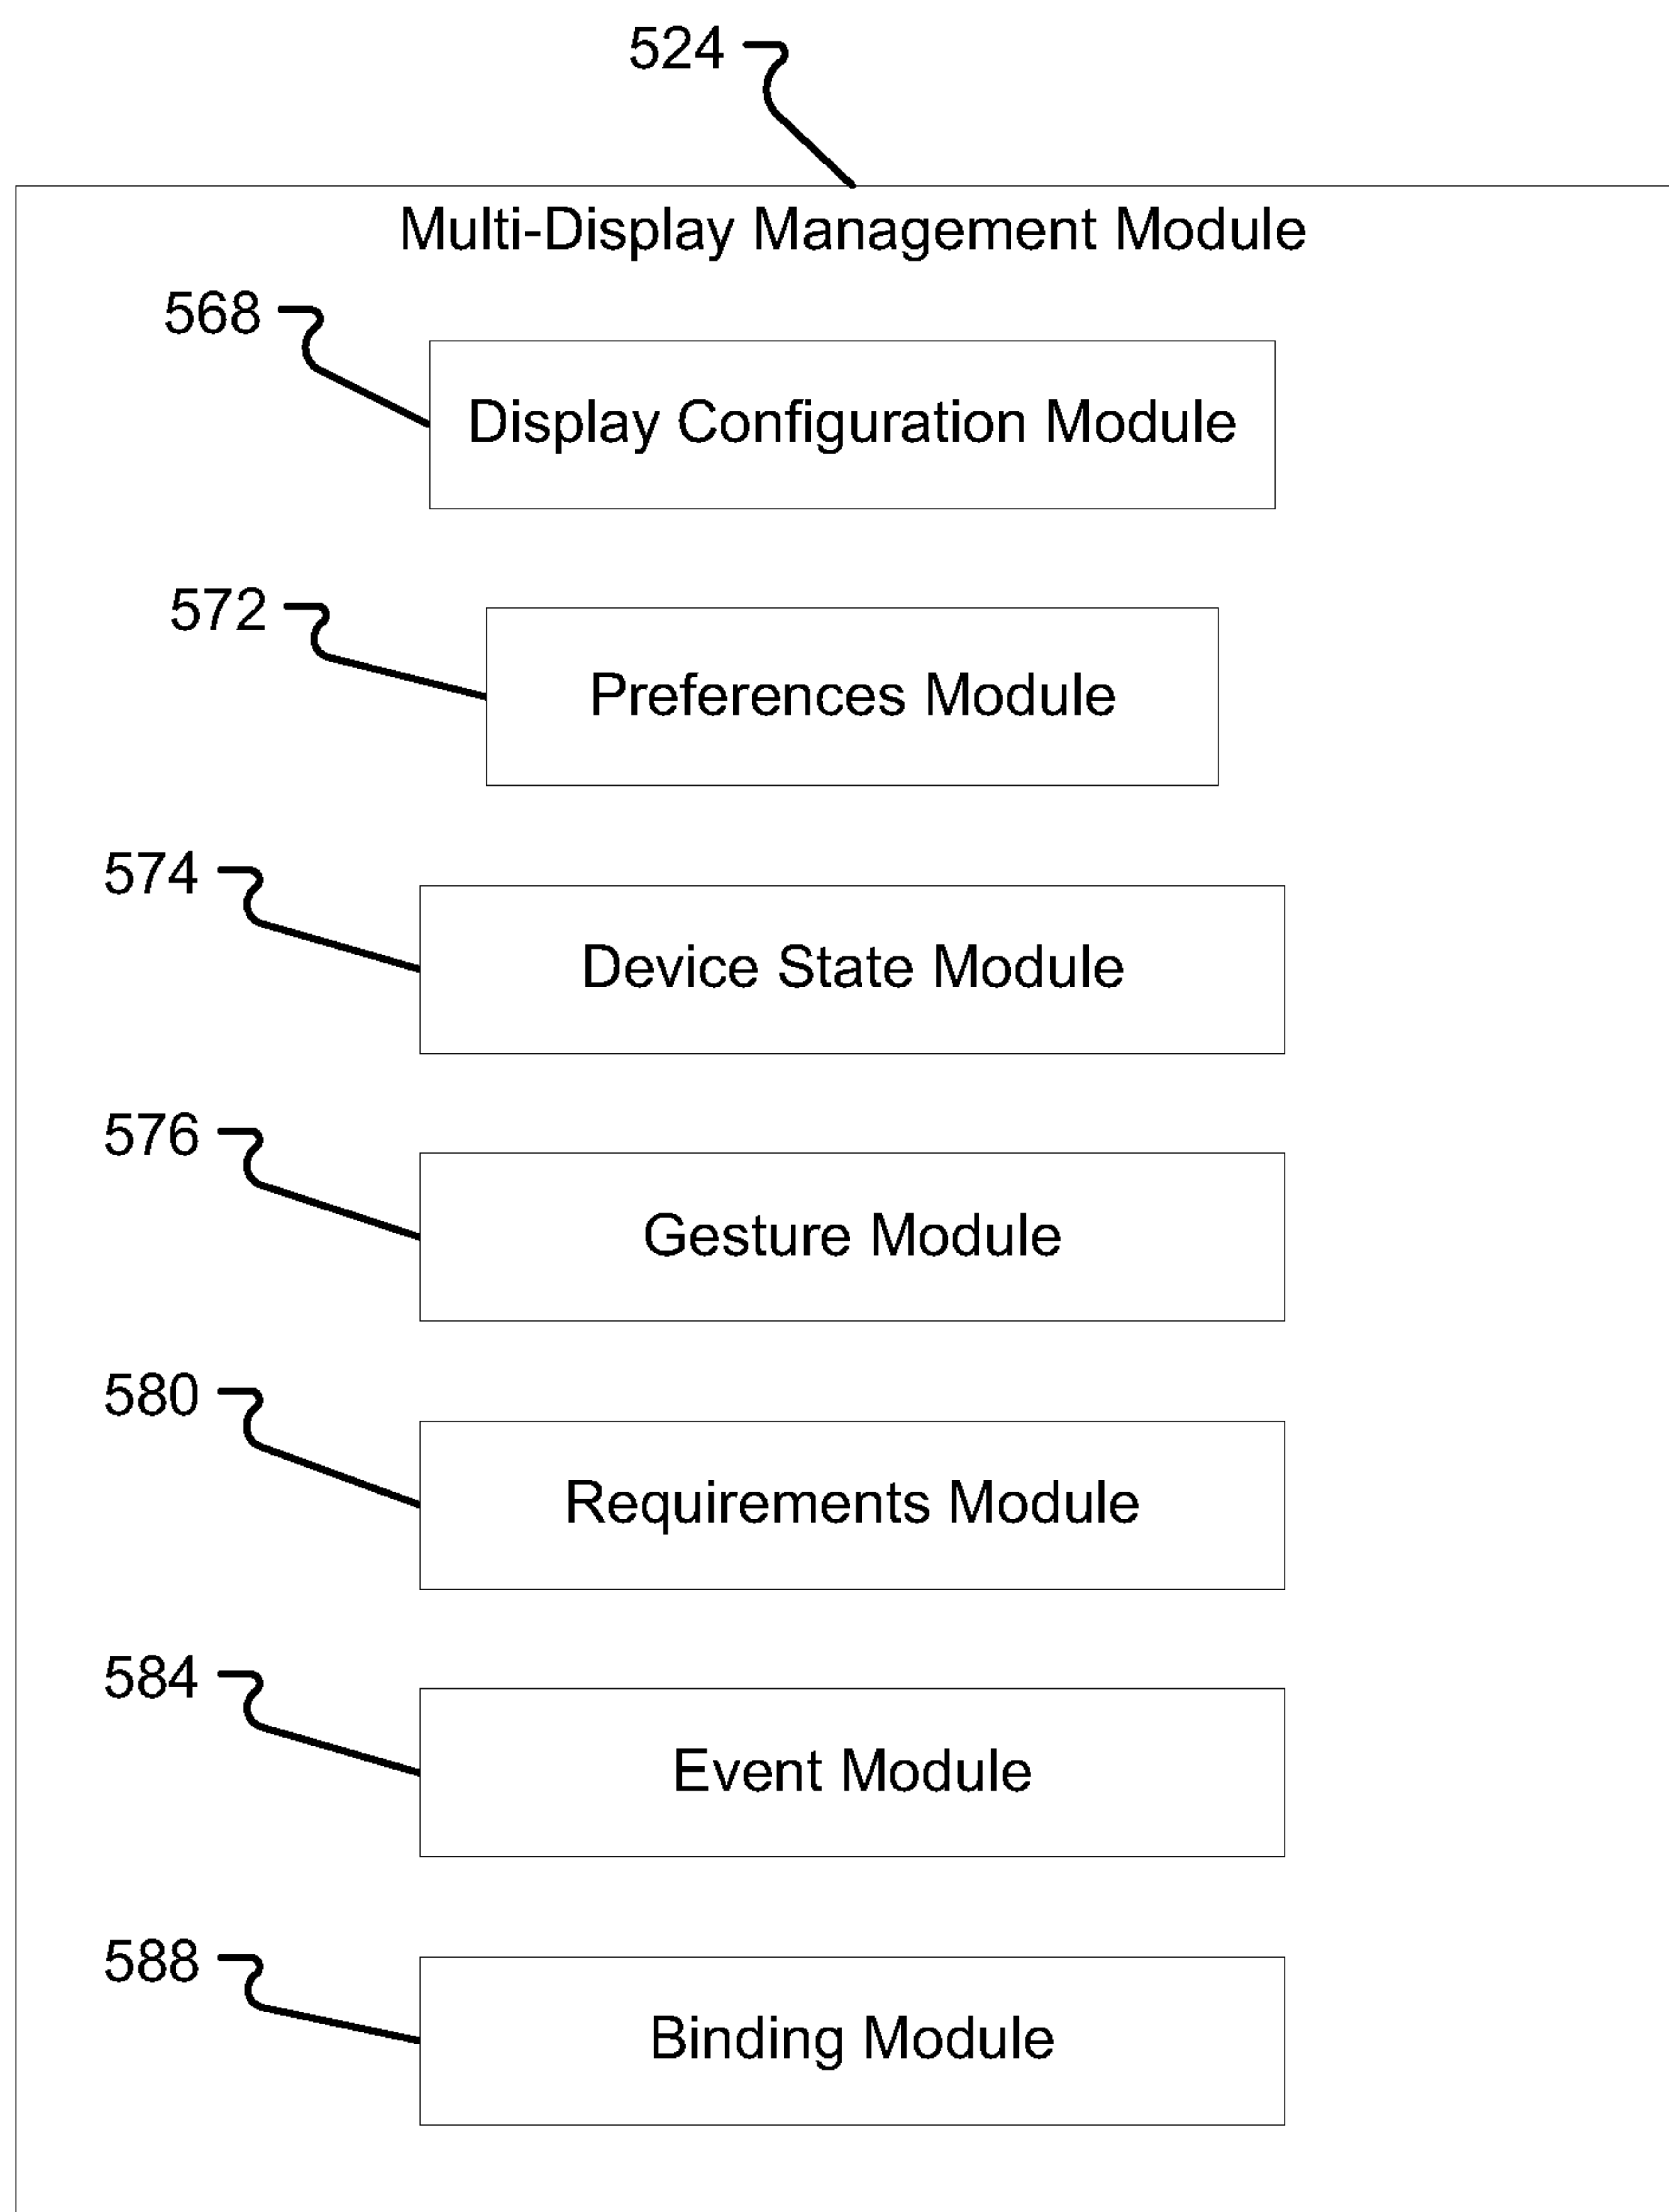 524
Multi-Display Management Module
568
Display Configuration Module
572
Preferences Module
574
Device State Module
576
Gesture Module
580
Requirements Module
584
Event Module
588
Binding Module